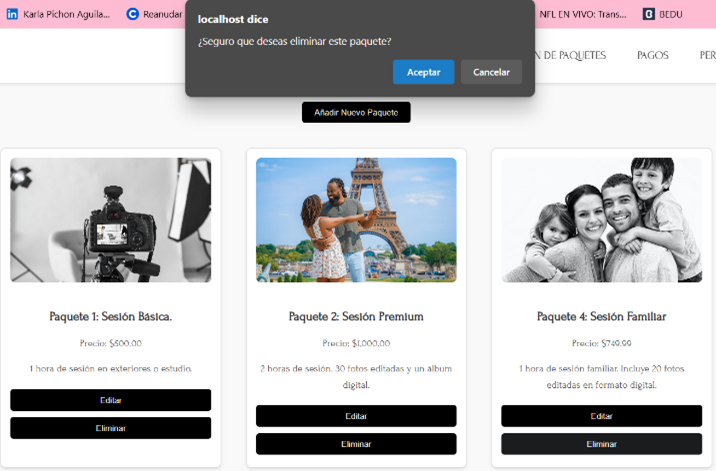 Karla Pichon Aguila...
Reanudar
NFL EN VIVO: Trans...
BEDU
localhost dice
¿Seguro que deseas eliminar este paquete?
Aceptar
Cancelar
N DE PAQUETES
PAGOS
PER
Añadir Nuevo Paquete
Paquete 1: Sesión Básica.
Precio: $500.00
1 hora de sesión en exteriores o estudio.
Editar
Eliminar
Paquete 2: Sesión Premium
Precio: $1,000.00
2 horas de sesión. 30 fotos editadas y un álbum
digital.
Editar
Eliminar
Paquete 4: Sesión Familiar
Precio: $749.99
1 hora de sesión familiar. Incluye 20 fotos
editadas en formato digital.
Editar
Eliminar